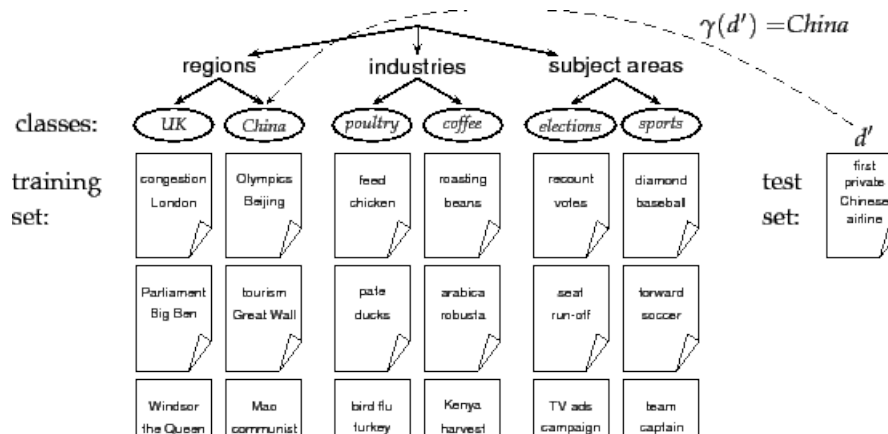 γ(d′) =China
regions industries subject areas
classes: UK China poultry coffee elections sports
d′
training set:
congestion London
Olympics Beijing
feed chicken
roasting beans
recount votes
diamond baseball
test set:
first private Chinese airline
Parliament Big Ben
tourism Great Wall
pate ducks
arabica robusta
seat run-off
forward soccer
Windsor the Queen
Mao communist
bird flu turkey
Kenya harvest
TV ads campaign
team captain